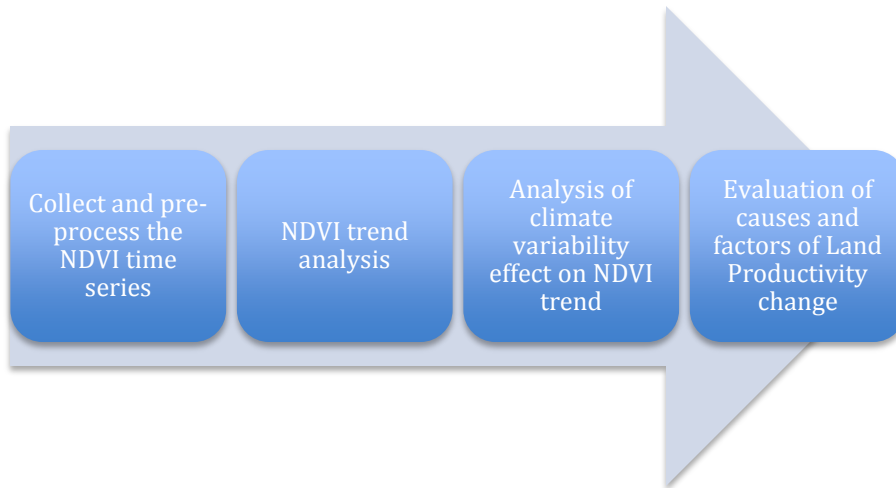 Collect and pre-
process the
NDVI time
series
NDVI trend
analysis
Analysis of
climate
variability
effect on NDVI
trend
Evaluation of
causes and
factors of Land
Productivity
change